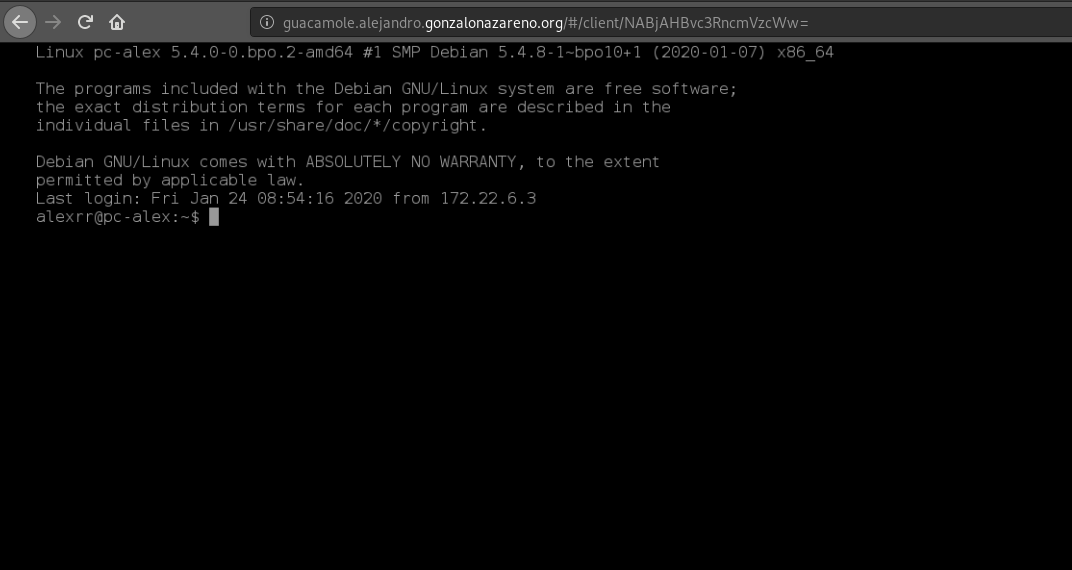 guacamole.alejandro.gonzalonazareno.org/#/client/NABjAHBvc3RncmVzcWw=
Linux pc-alex 5.4.0-0.bpo.2-amd64 #1 SMP Debian 5.4.8-1~bpo10+1 (2020-01-07) x86_64
The programs included with the Debian GNU/Linux system are free software;
the exact distribution terms for each program are described in the
individual files in /usr/share/doc/*/copyright.
Debian GNU/Linux comes with ABSOLUTELY NO WARRANTY, to the extent
permitted by applicable law.
Last login: Fri Jan 24 08:54:16 2020 from 172.22.6.3
alexrr@pc-alex:~$